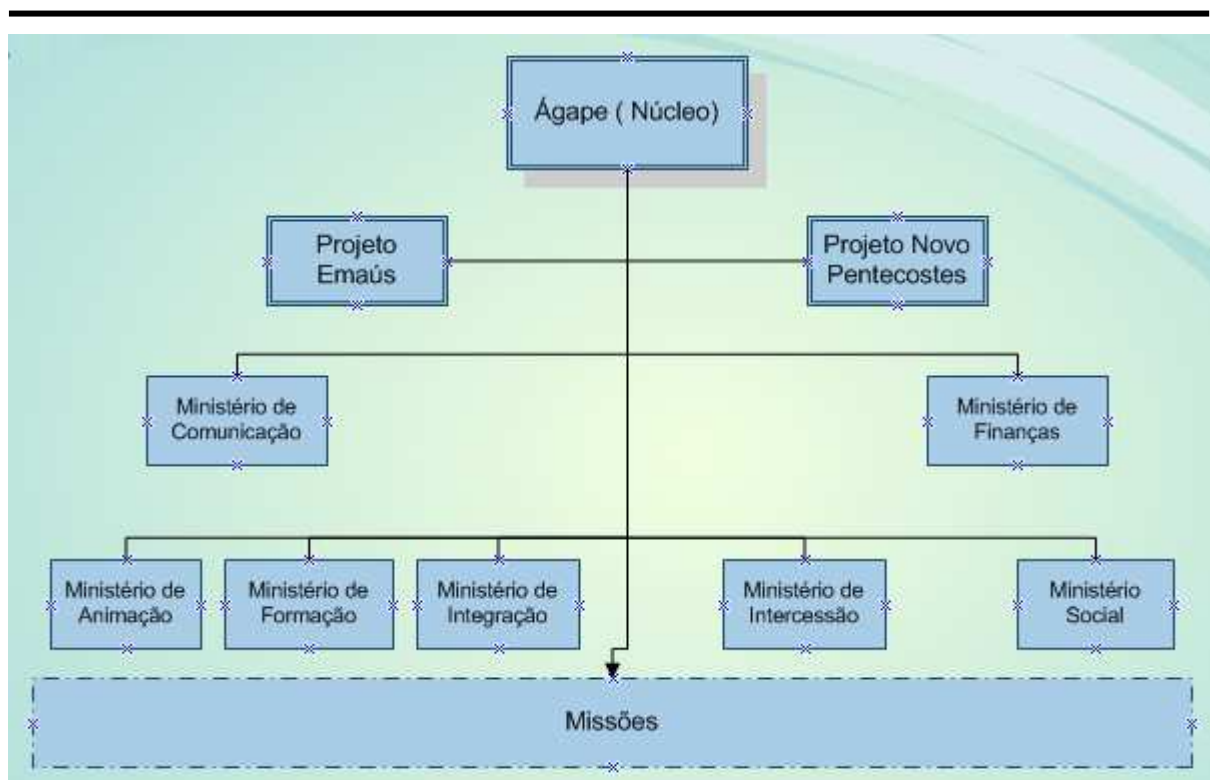 Ágape ( Núcleo)
Projeto
Emaús
Projeto Novo
Pentecostes
Ministério de
Comunicação
Ministério de
Finanças
Ministério de
Animação
Ministério de
Formação
Ministério de
Integração
Ministério de
Intercessão
Ministério
Social
Missões